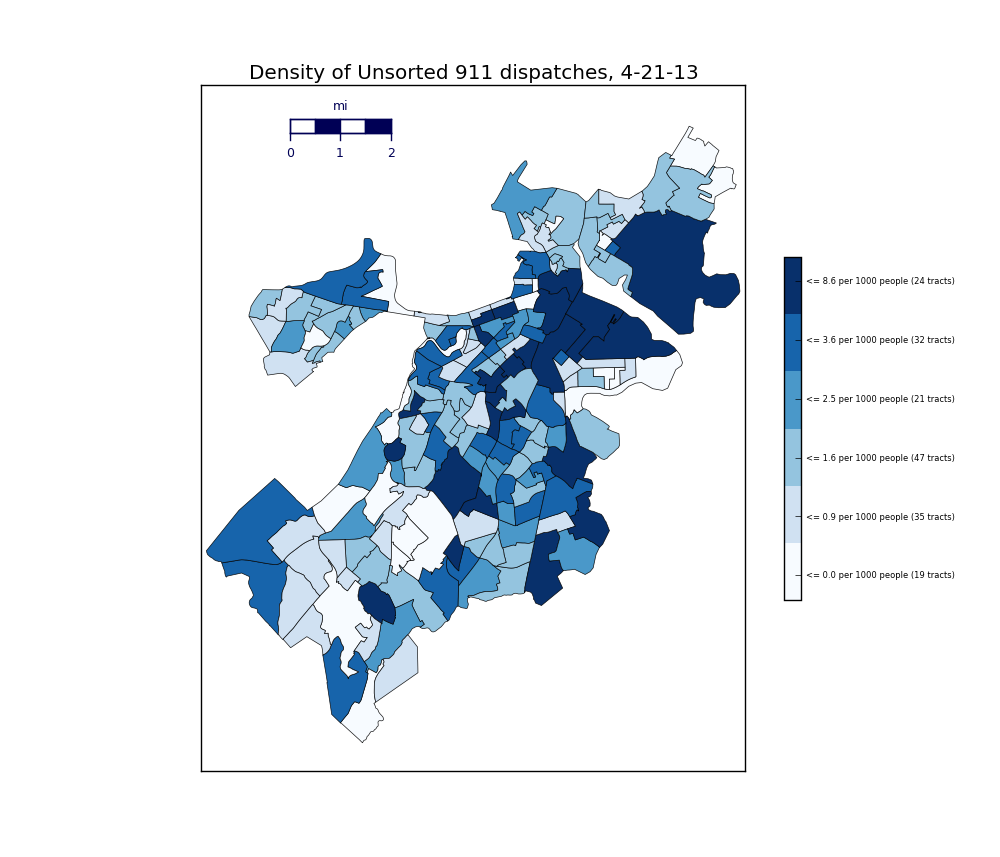 Density of Unsorted 911 dispatches, 4-21-13
mi
0 1 2
<= 8.6 per 1000 people (24 tracts)
<= 3.6 per 1000 people (32 tracts)
<= 2.5 per 1000 people (21 tracts)
<= 1.6 per 1000 people (47 tracts)
<= 0.9 per 1000 people (35 tracts)
<= 0.0 per 1000 people (19 tracts)